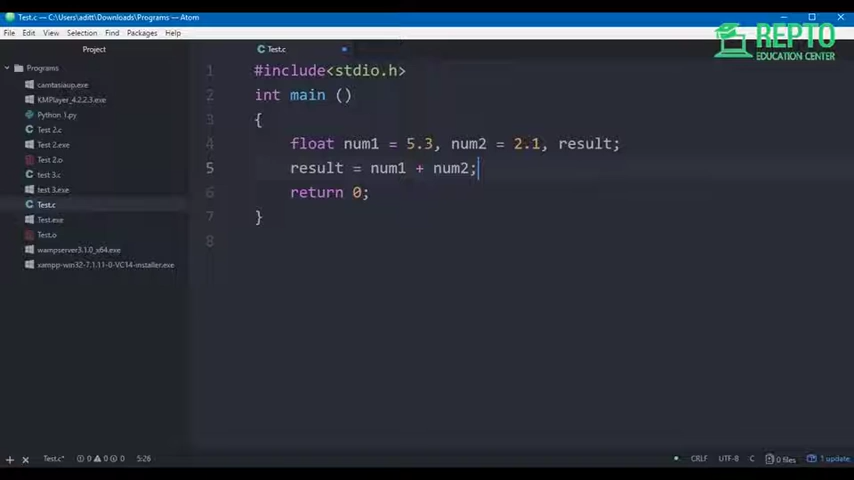 Test.c — C:\Users\aditt\Downloads\Programs — Atom
File Edit View Selection Find Packages Help
REPTO
EDUCATION CENTER
Project
Programs
camtasiaup.exe
KMPlayer_4.2.2.3.exe
Python 1.py
Test 2.c
Test 2.exe
Test 2.o
test 3.c
test 3.exe
Test.c
Test.exe
Test.o
wampserver3.1.0_x64.exe
xampp-win32-7.1.11-0-VC14-installer.exe
Test.c
1 #include<stdio.h>
2 int main ()
3 {
4 float num1 = 5.3, num2 = 2.1, result;
5 result = num1 + num2;
6 return 0;
7 }
8
Test.c* 0 0 0 5:26 CRLF UTF-8 C 0 files 1 update